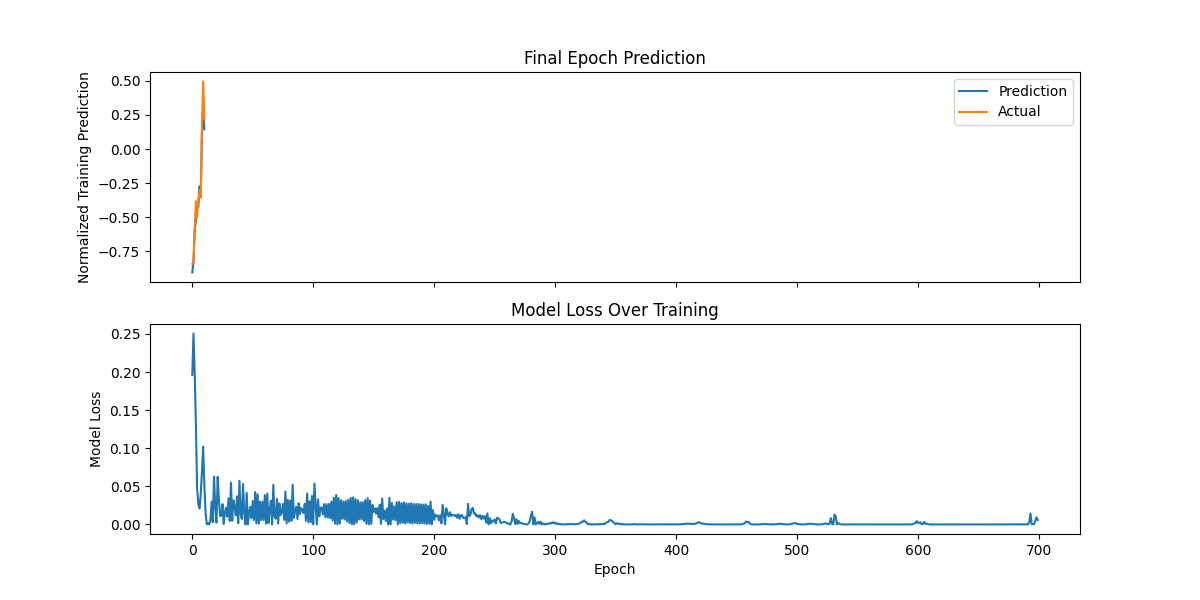 Final Epoch Prediction
Normalized Training Prediction
0.50
0.25
0.00
−0.25
−0.50
−0.75
Prediction
Actual
Model Loss Over Training
Model Loss
0.25
0.20
0.15
0.10
0.05
0.00
0 100 200 300 400 500 600 700
Epoch